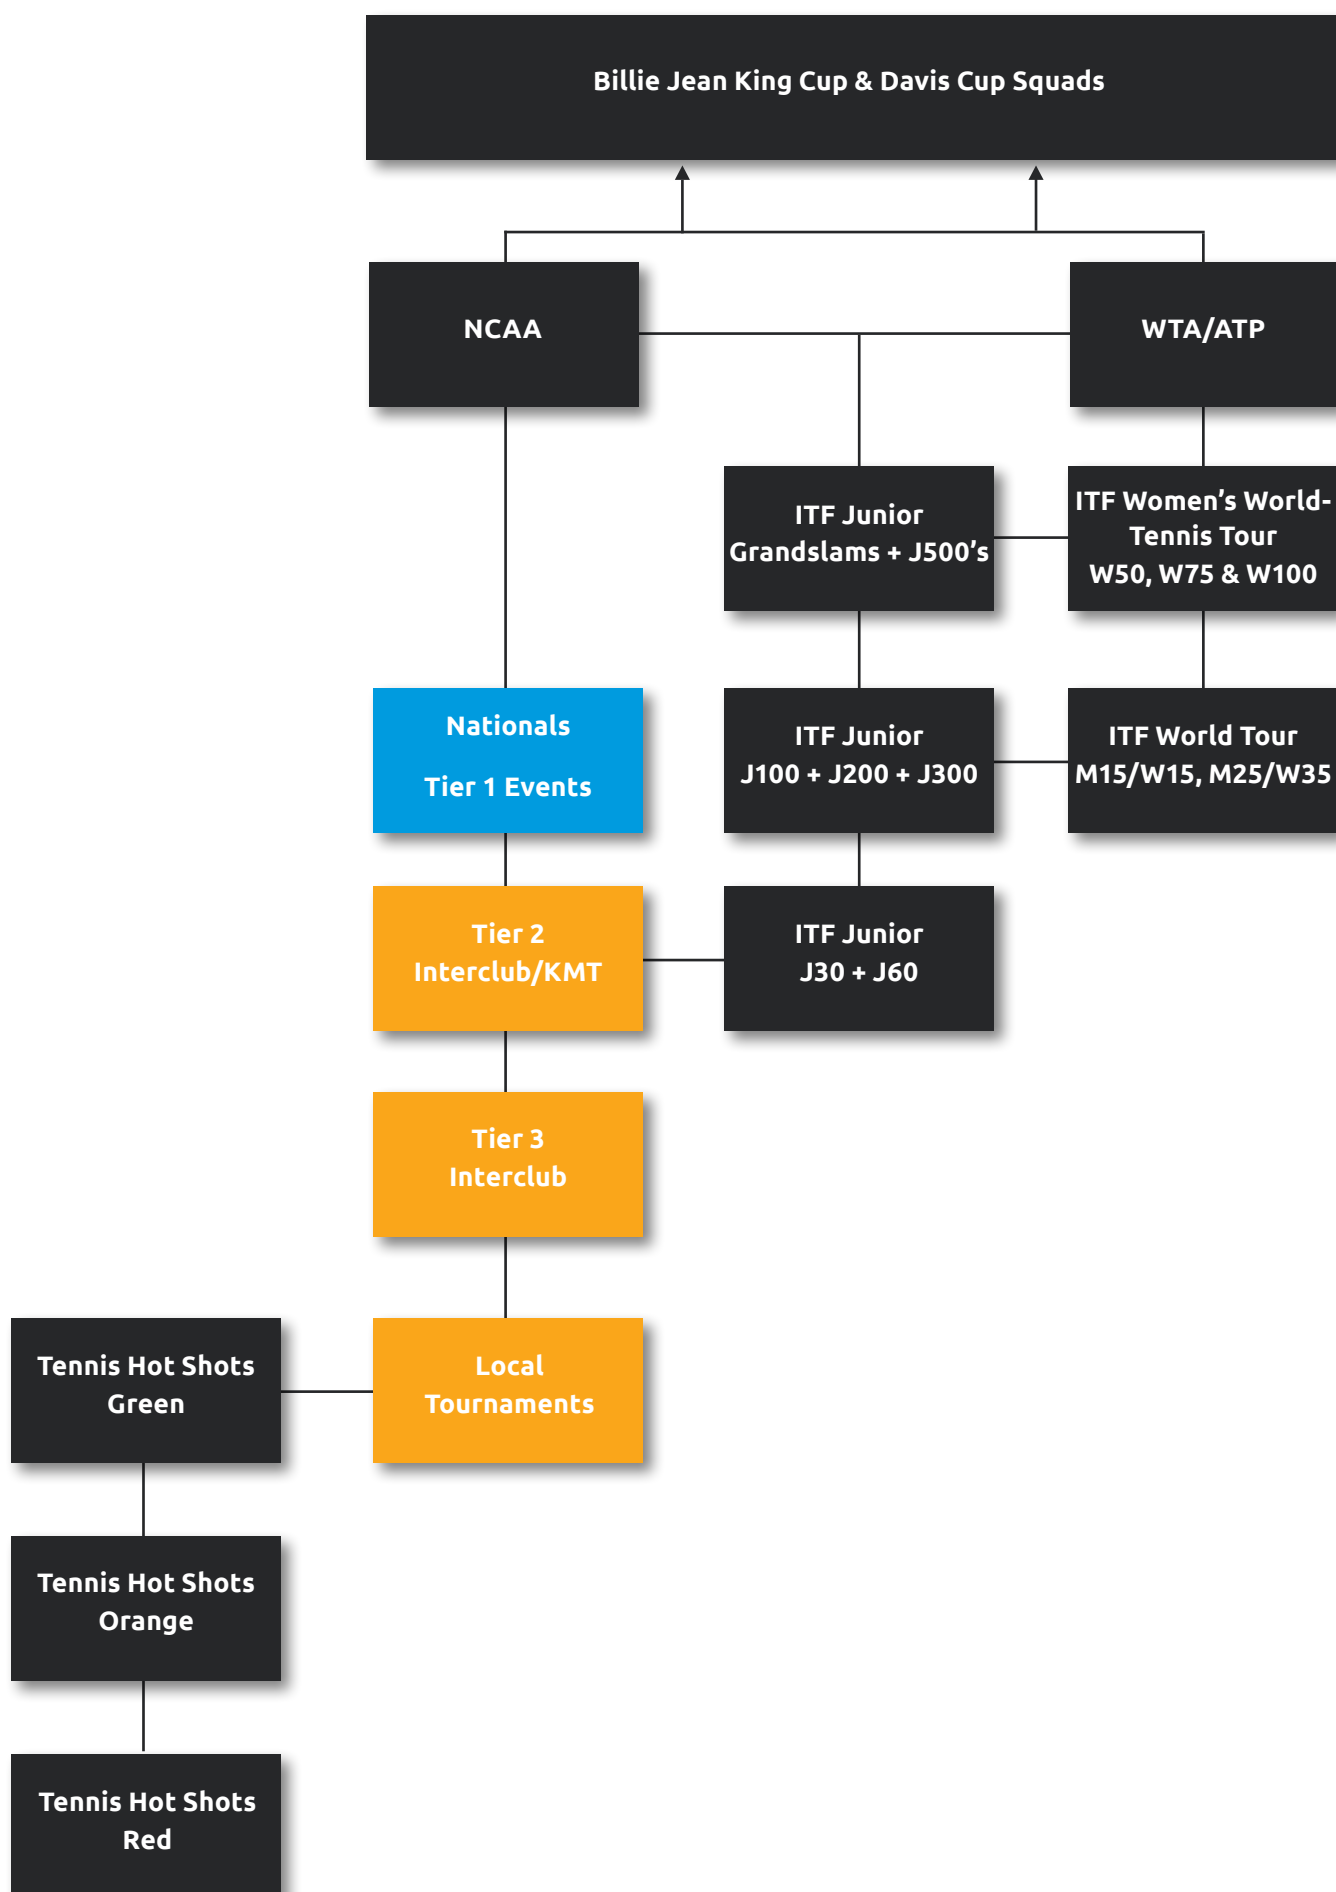 Billie Jean King Cup & Davis Cup Squads
NCAA
WTA/ATP
ITF Junior
Grandslams + J500’s
ITF Women’s World-
Tennis Tour
W50, W75 & W100
Nationals
Tier 1 Events
ITF Junior
J100 + J200 + J300
ITF World Tour
M15/W15, M25/W35
Tier 2
Interclub/KMT
ITF Junior
J30 + J60
Tier 3
Interclub
Tennis Hot Shots
Green
Local
Tournaments
Tennis Hot Shots
Orange
Tennis Hot Shots
Red